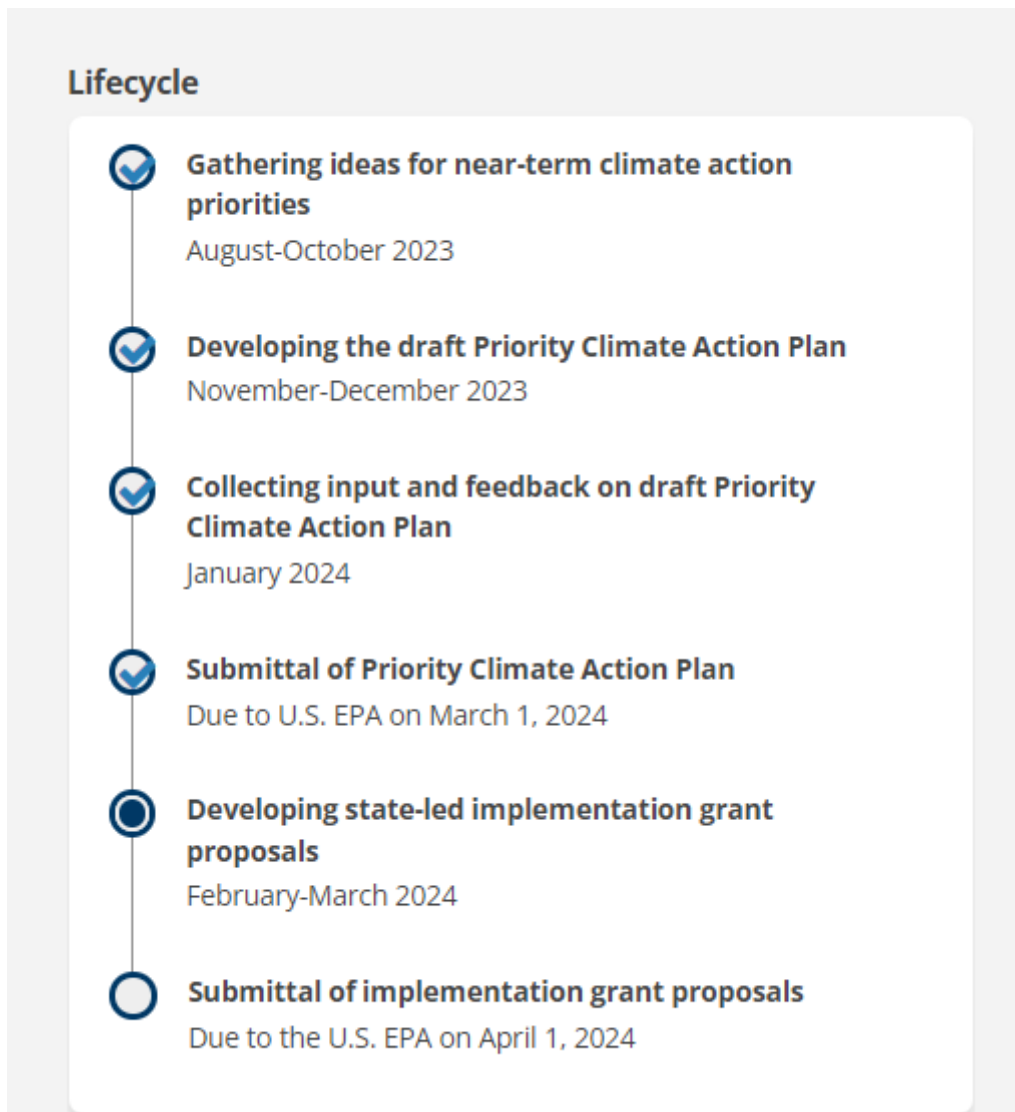 Lifecycle
Gathering ideas for near-term climate action
priorities
August-October 2023
Developing the draft Priority Climate Action Plan
November-December 2023
Collecting input and feedback on draft Priority
Climate Action Plan
January 2024
Submittal of Priority Climate Action Plan
Due to U.S. EPA on March 1, 2024
Developing state-led implementation grant
proposals
February-March 2024
Submittal of implementation grant proposals
Due to the U.S. EPA on April 1, 2024